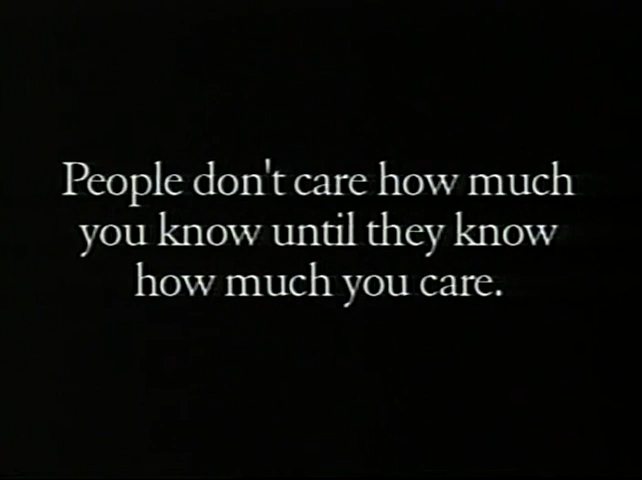 People don't care how much
you know until they know
how much you care.